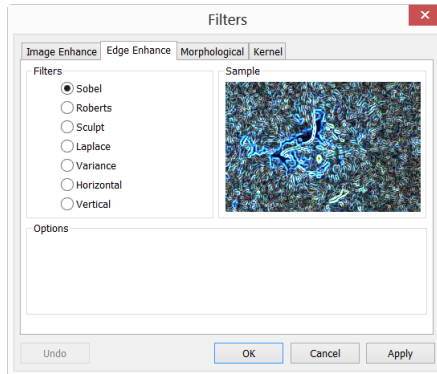 Filters
Image Enhance Edge Enhance Morphological Kernel
Filters Sample
Sobel
Roberts
Sculpt
Laplace
Variance
Horizontal
Vertical
Options
Undo OK Cancel Apply